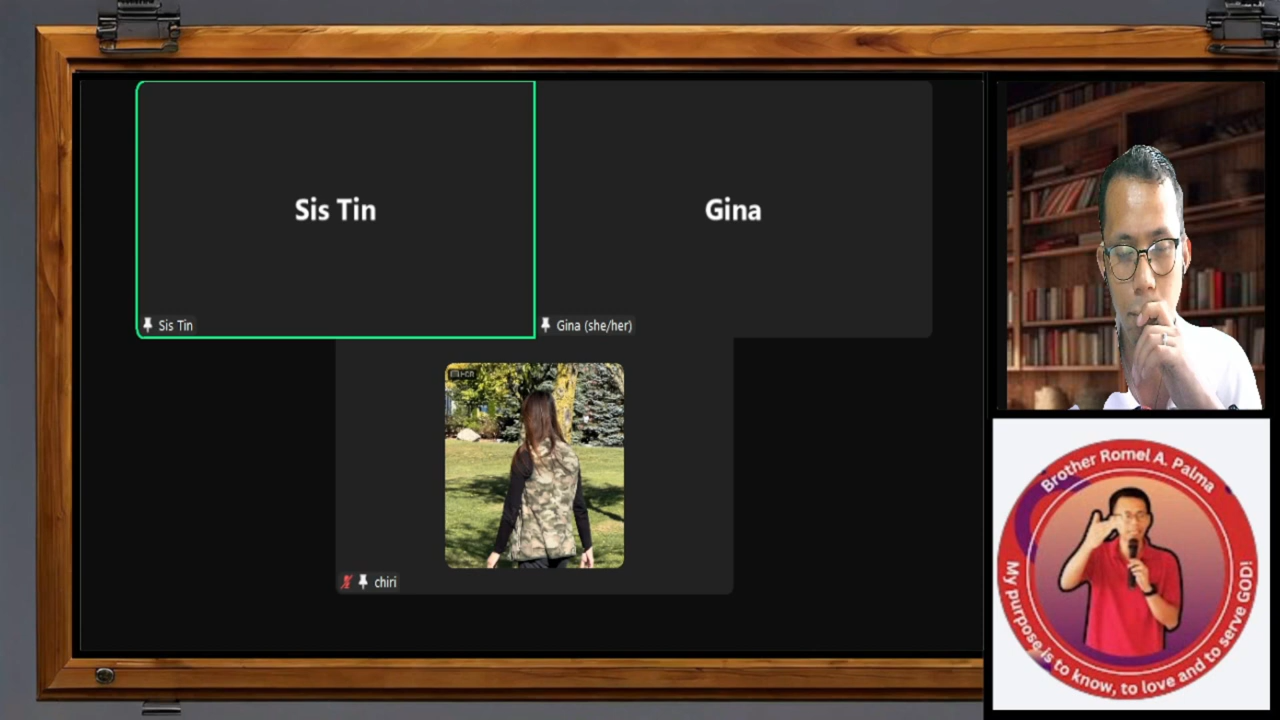 Sis Tin
Gina
Sis Tin
Gina (she/her)
chiri
Brother Romel A. Palma
My purpose is to know, to love and to serve GOD!